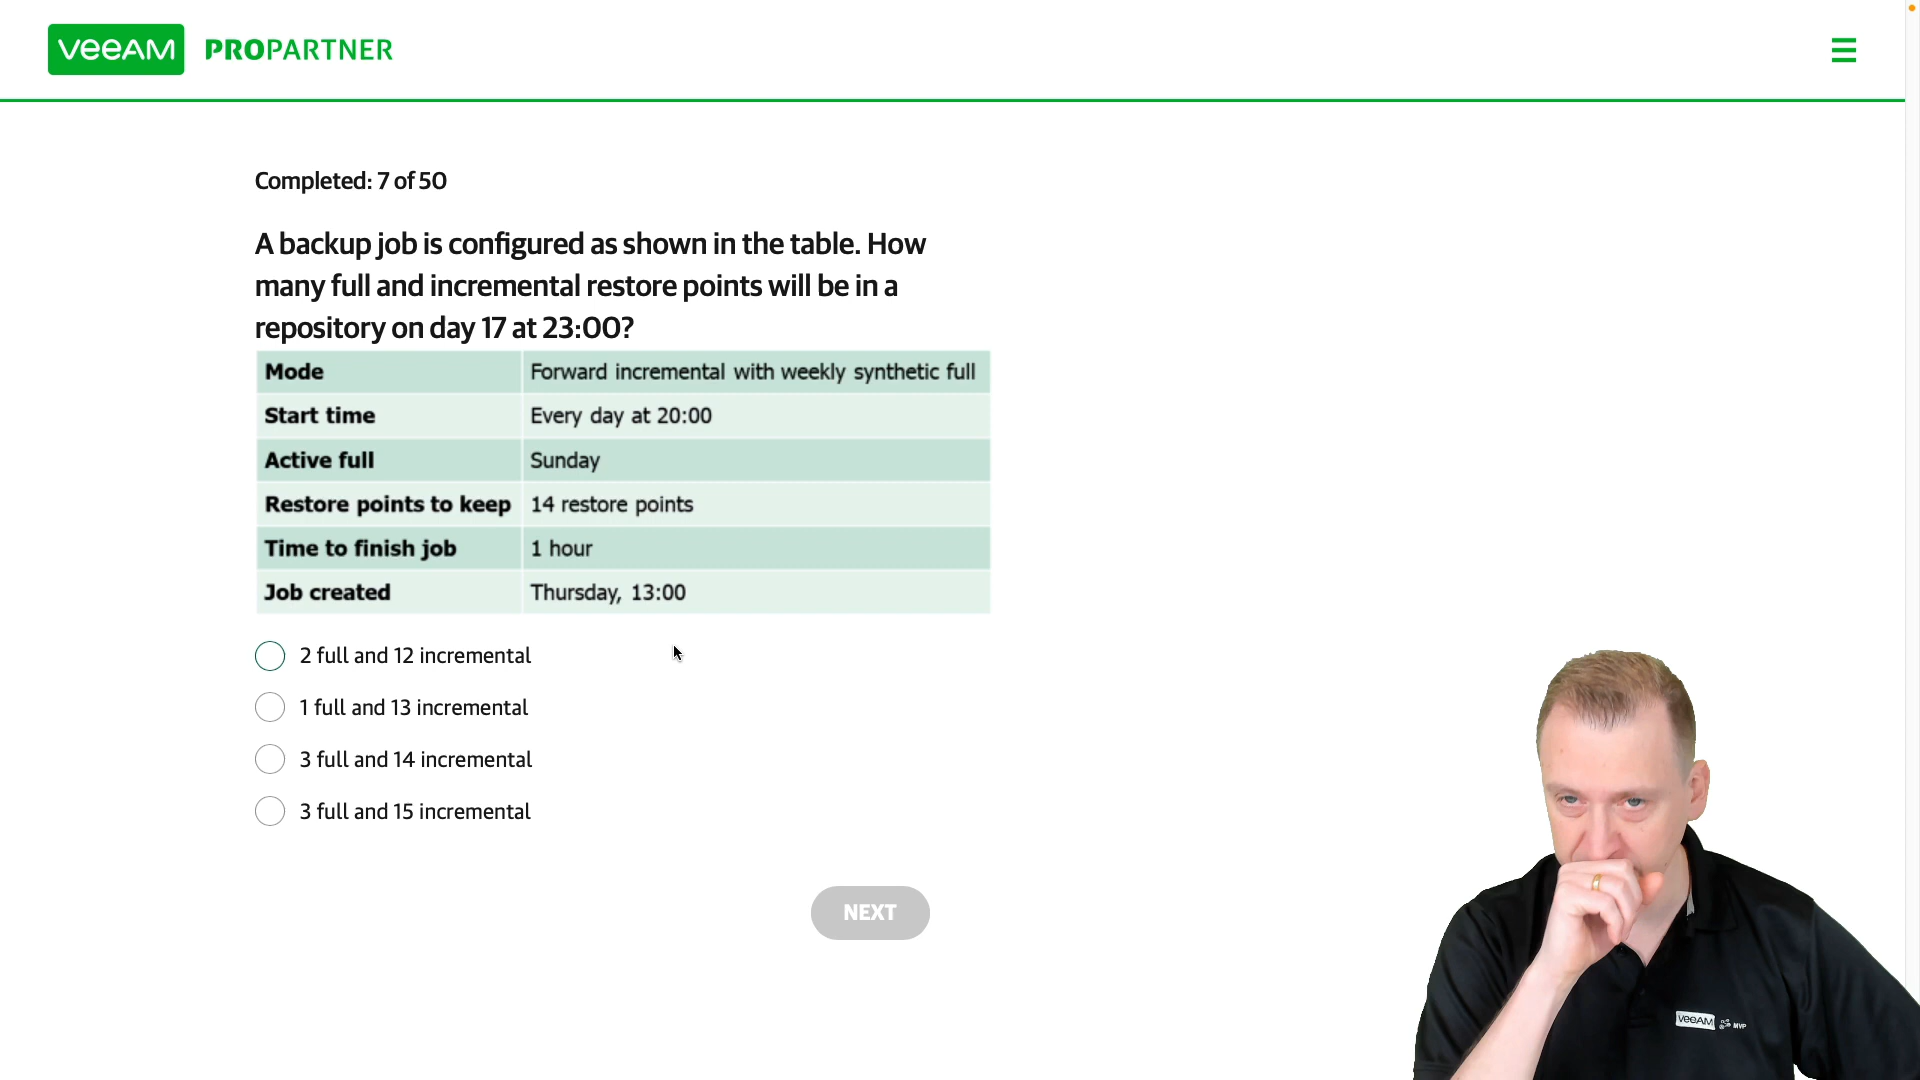 veeAM PROPARTNER
Completed: 7 of 50
A backup job is configured as shown in the table. How
many full and incremental restore points will be in a
repository on day 17 at 23:00?
Mode Forward incremental with weekly synthetic full
Start time Every day at 20:00
Active full Sunday
Restore points to keep 14 restore points
Time to finish job 1 hour
Job created Thursday, 13:00
2 full and 12 incremental
1 full and 13 incremental
3 full and 14 incremental
3 full and 15 incremental
NEXT
veeAM MVP